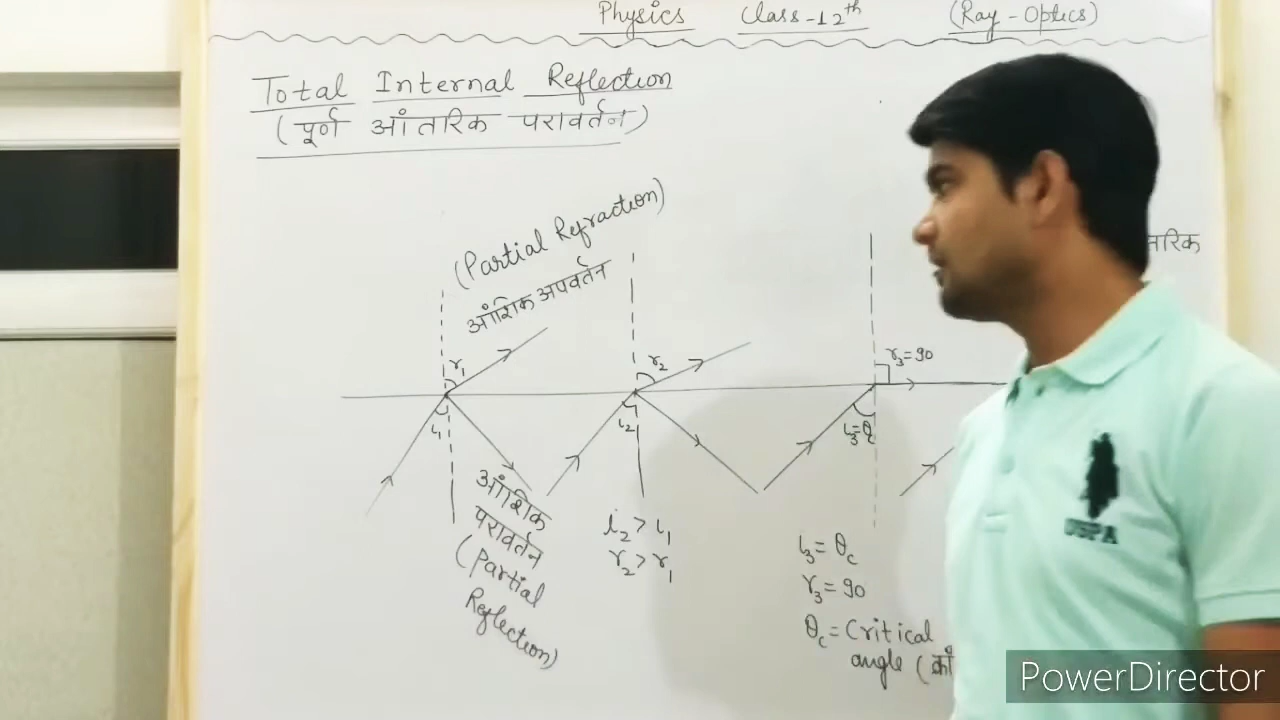 Physics Class-12th (Ray-Optics)
Total Internal Reflection
(पूर्ण आंतरिक परावर्तन)
(Partial Refraction)
आंशिक अपवर्तन
तरिक
r₁
r₂
r₃=90
i₁
i₂
i₃=θc
आंशिक
परावर्तन
(Partial
Reflection)
i₂>i₁
r₂>r₁
i₃=θc
r₃=90
θc=Critical
angle (क्रां
USPA
PowerDirector